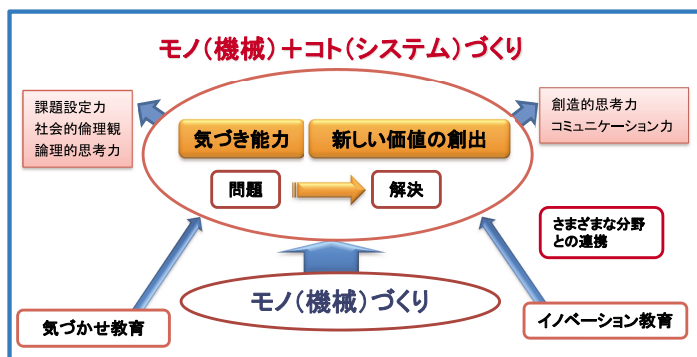 モノ(機械)＋コト(システム)づくり
課題設定力
社会的倫理観
論理的思考力
創造的思考力
コミュニケーション力
気づき能力
新しい価値の創出
問題
解決
さまざまな分野
との連携
モノ(機械)づくり
気づかせ教育
イノベーション教育